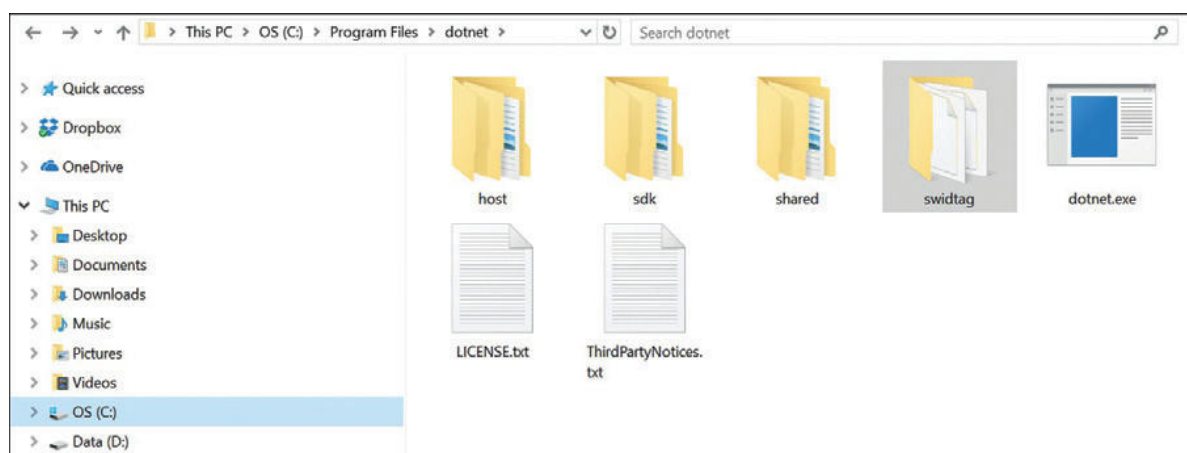 This PC > OS (C:) > Program Files > dotnet >
Search dotnet
Quick access
Dropbox
OneDrive
This PC
Desktop
Documents
Downloads
Music
Pictures
Videos
OS (C:)
Data (D:)
host
sdk
shared
swidtag
dotnet.exe
LICENSE.txt
ThirdPartyNotices.
txt